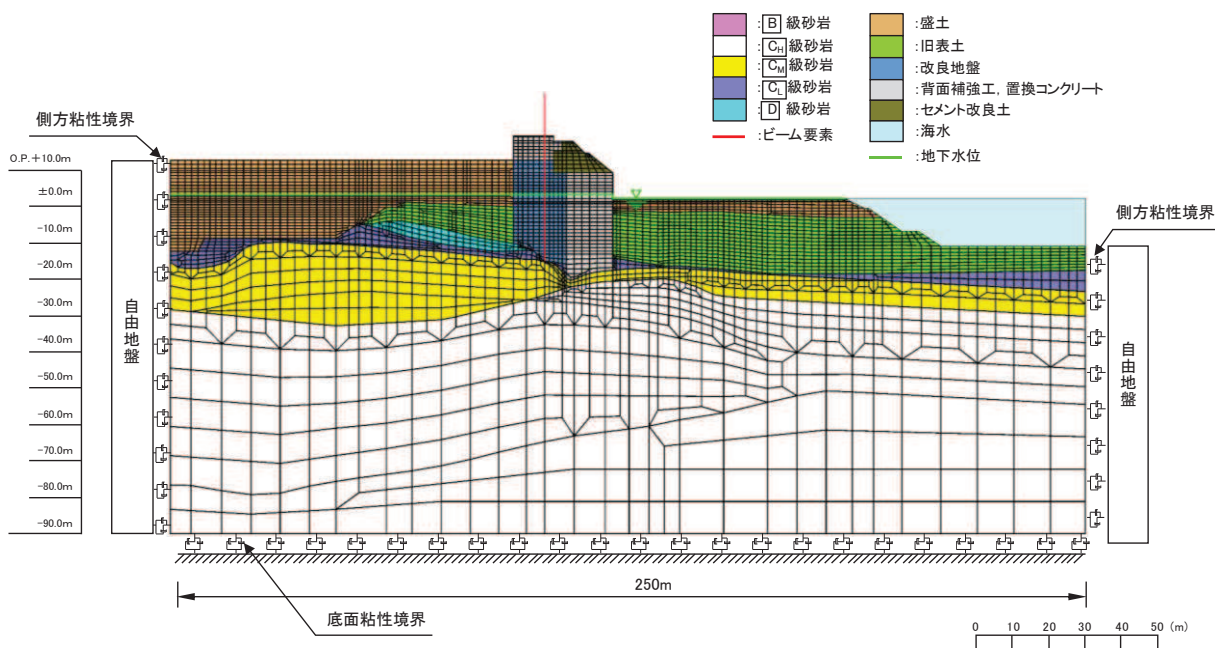 :B 級砂岩
:CH 級砂岩
:CM 級砂岩
:CL 級砂岩
:D 級砂岩
:ビーム要素
:盛土
:旧表土
:改良地盤
:背面補強工, 置換コンクリート
:セメント改良土
:海水
:地下水位
側方粘性境界
O.P.+10.0m
±0.0m
-10.0m
-20.0m
-30.0m
-40.0m
-50.0m
-60.0m
-70.0m
-80.0m
-90.0m
自由地盤
側方粘性境界
自由地盤
250m
底面粘性境界
0 10 20 30 40 50 (m)